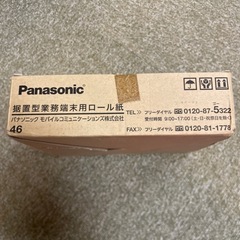 Panasonic
据置型業務端末用ロール紙
パナソニック モバイルコミュニケーションズ株式会社
46
TEL≫ フリーダイヤル 0120-87-5322
受付時間 9:00~17:00(土・日・祝祭日を除く)
FAX≫ フリーダイヤル 0120-81-1778